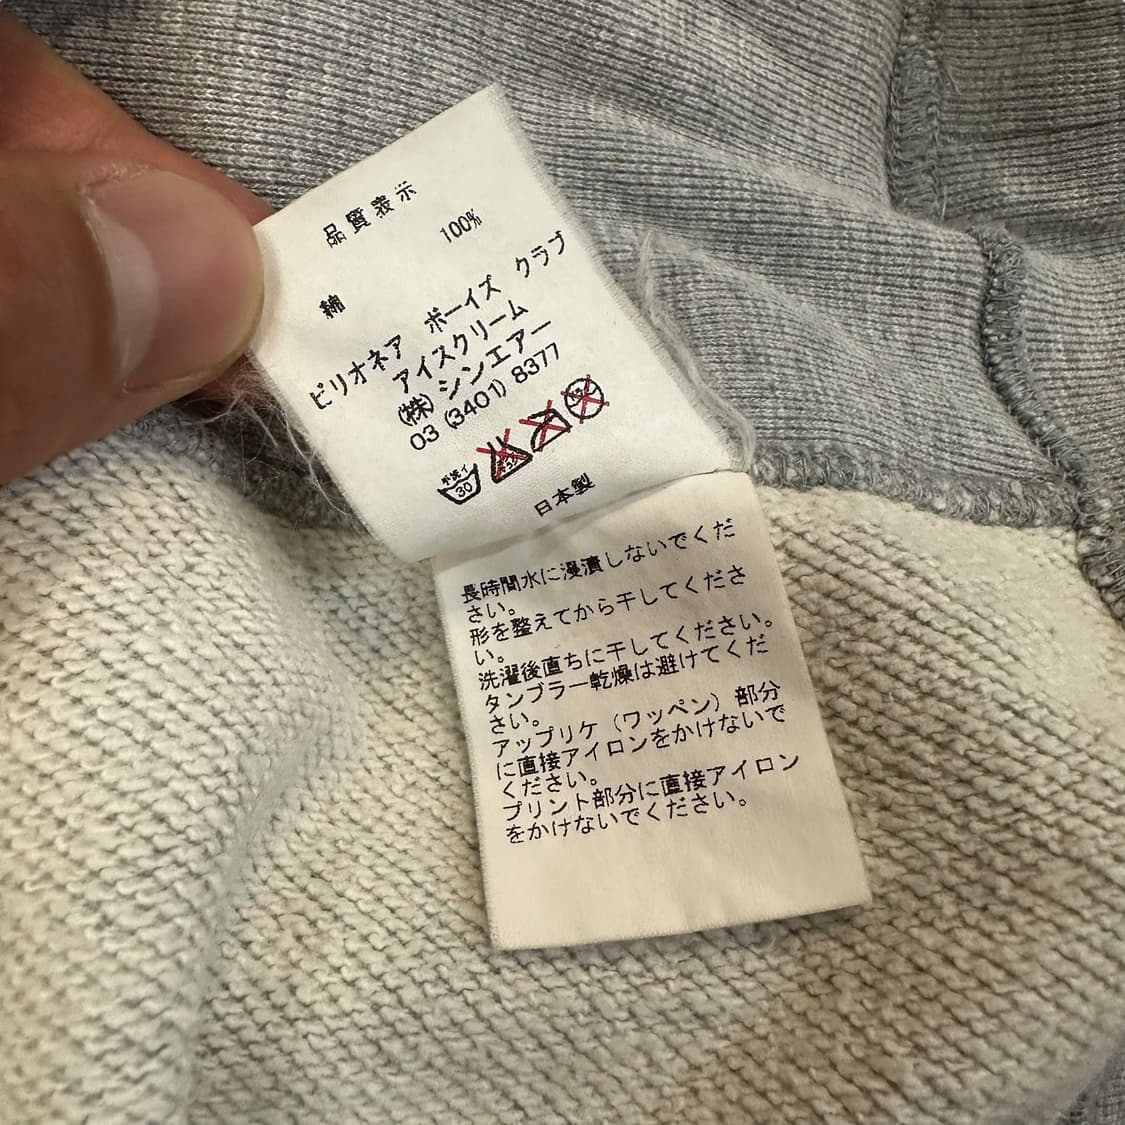 品質表示
綿 100%
ビリオネア ボーイズ クラブ
アイスクリーム
(株) シンエアー
03 (3401) 8377
手洗イ
30
日本製
長時間水に浸漬しないでくだ
さい。
形を整えてから干してくださ
い。
洗濯後直ちに干してください。
タンブラー乾燥は避けてくだ
さい。
アップリケ（ワッペン）部分
に直接アイロンをかけないで
ください。
プリント部分に直接アイロン
をかけないでください。